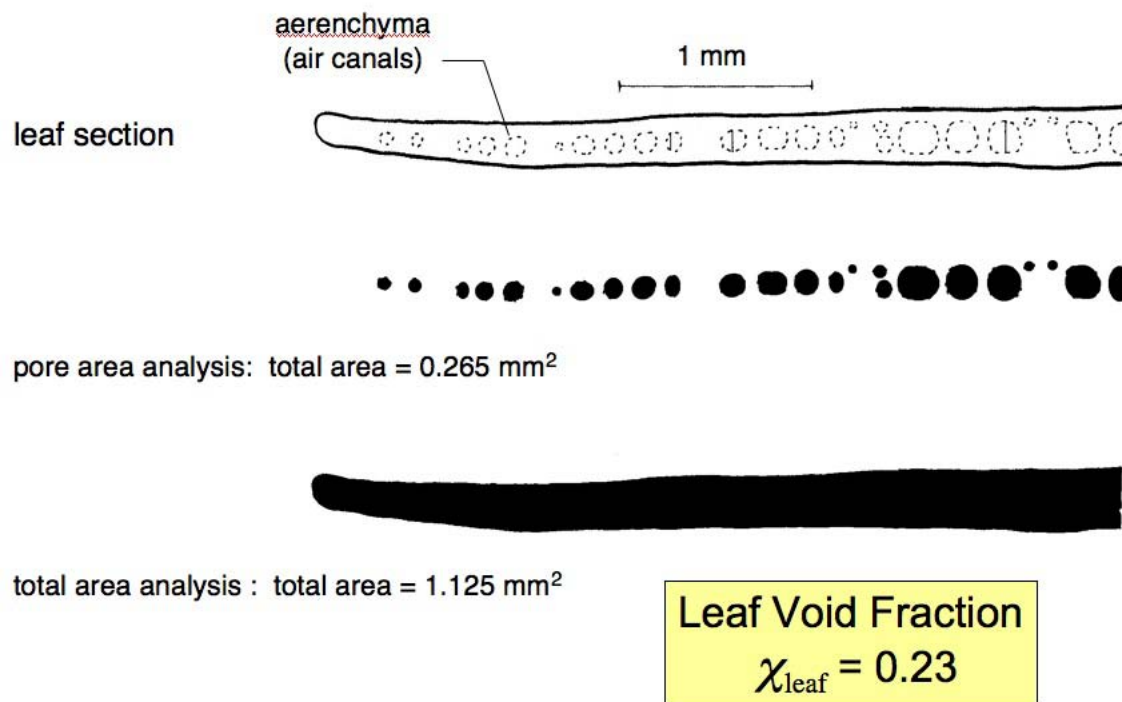 aerenchyma
(air canals)
1 mm
leaf section
pore area analysis:  total area = 0.265 mm²
total area analysis :  total area = 1.125 mm²
Leaf Void Fraction
χleaf = 0.23